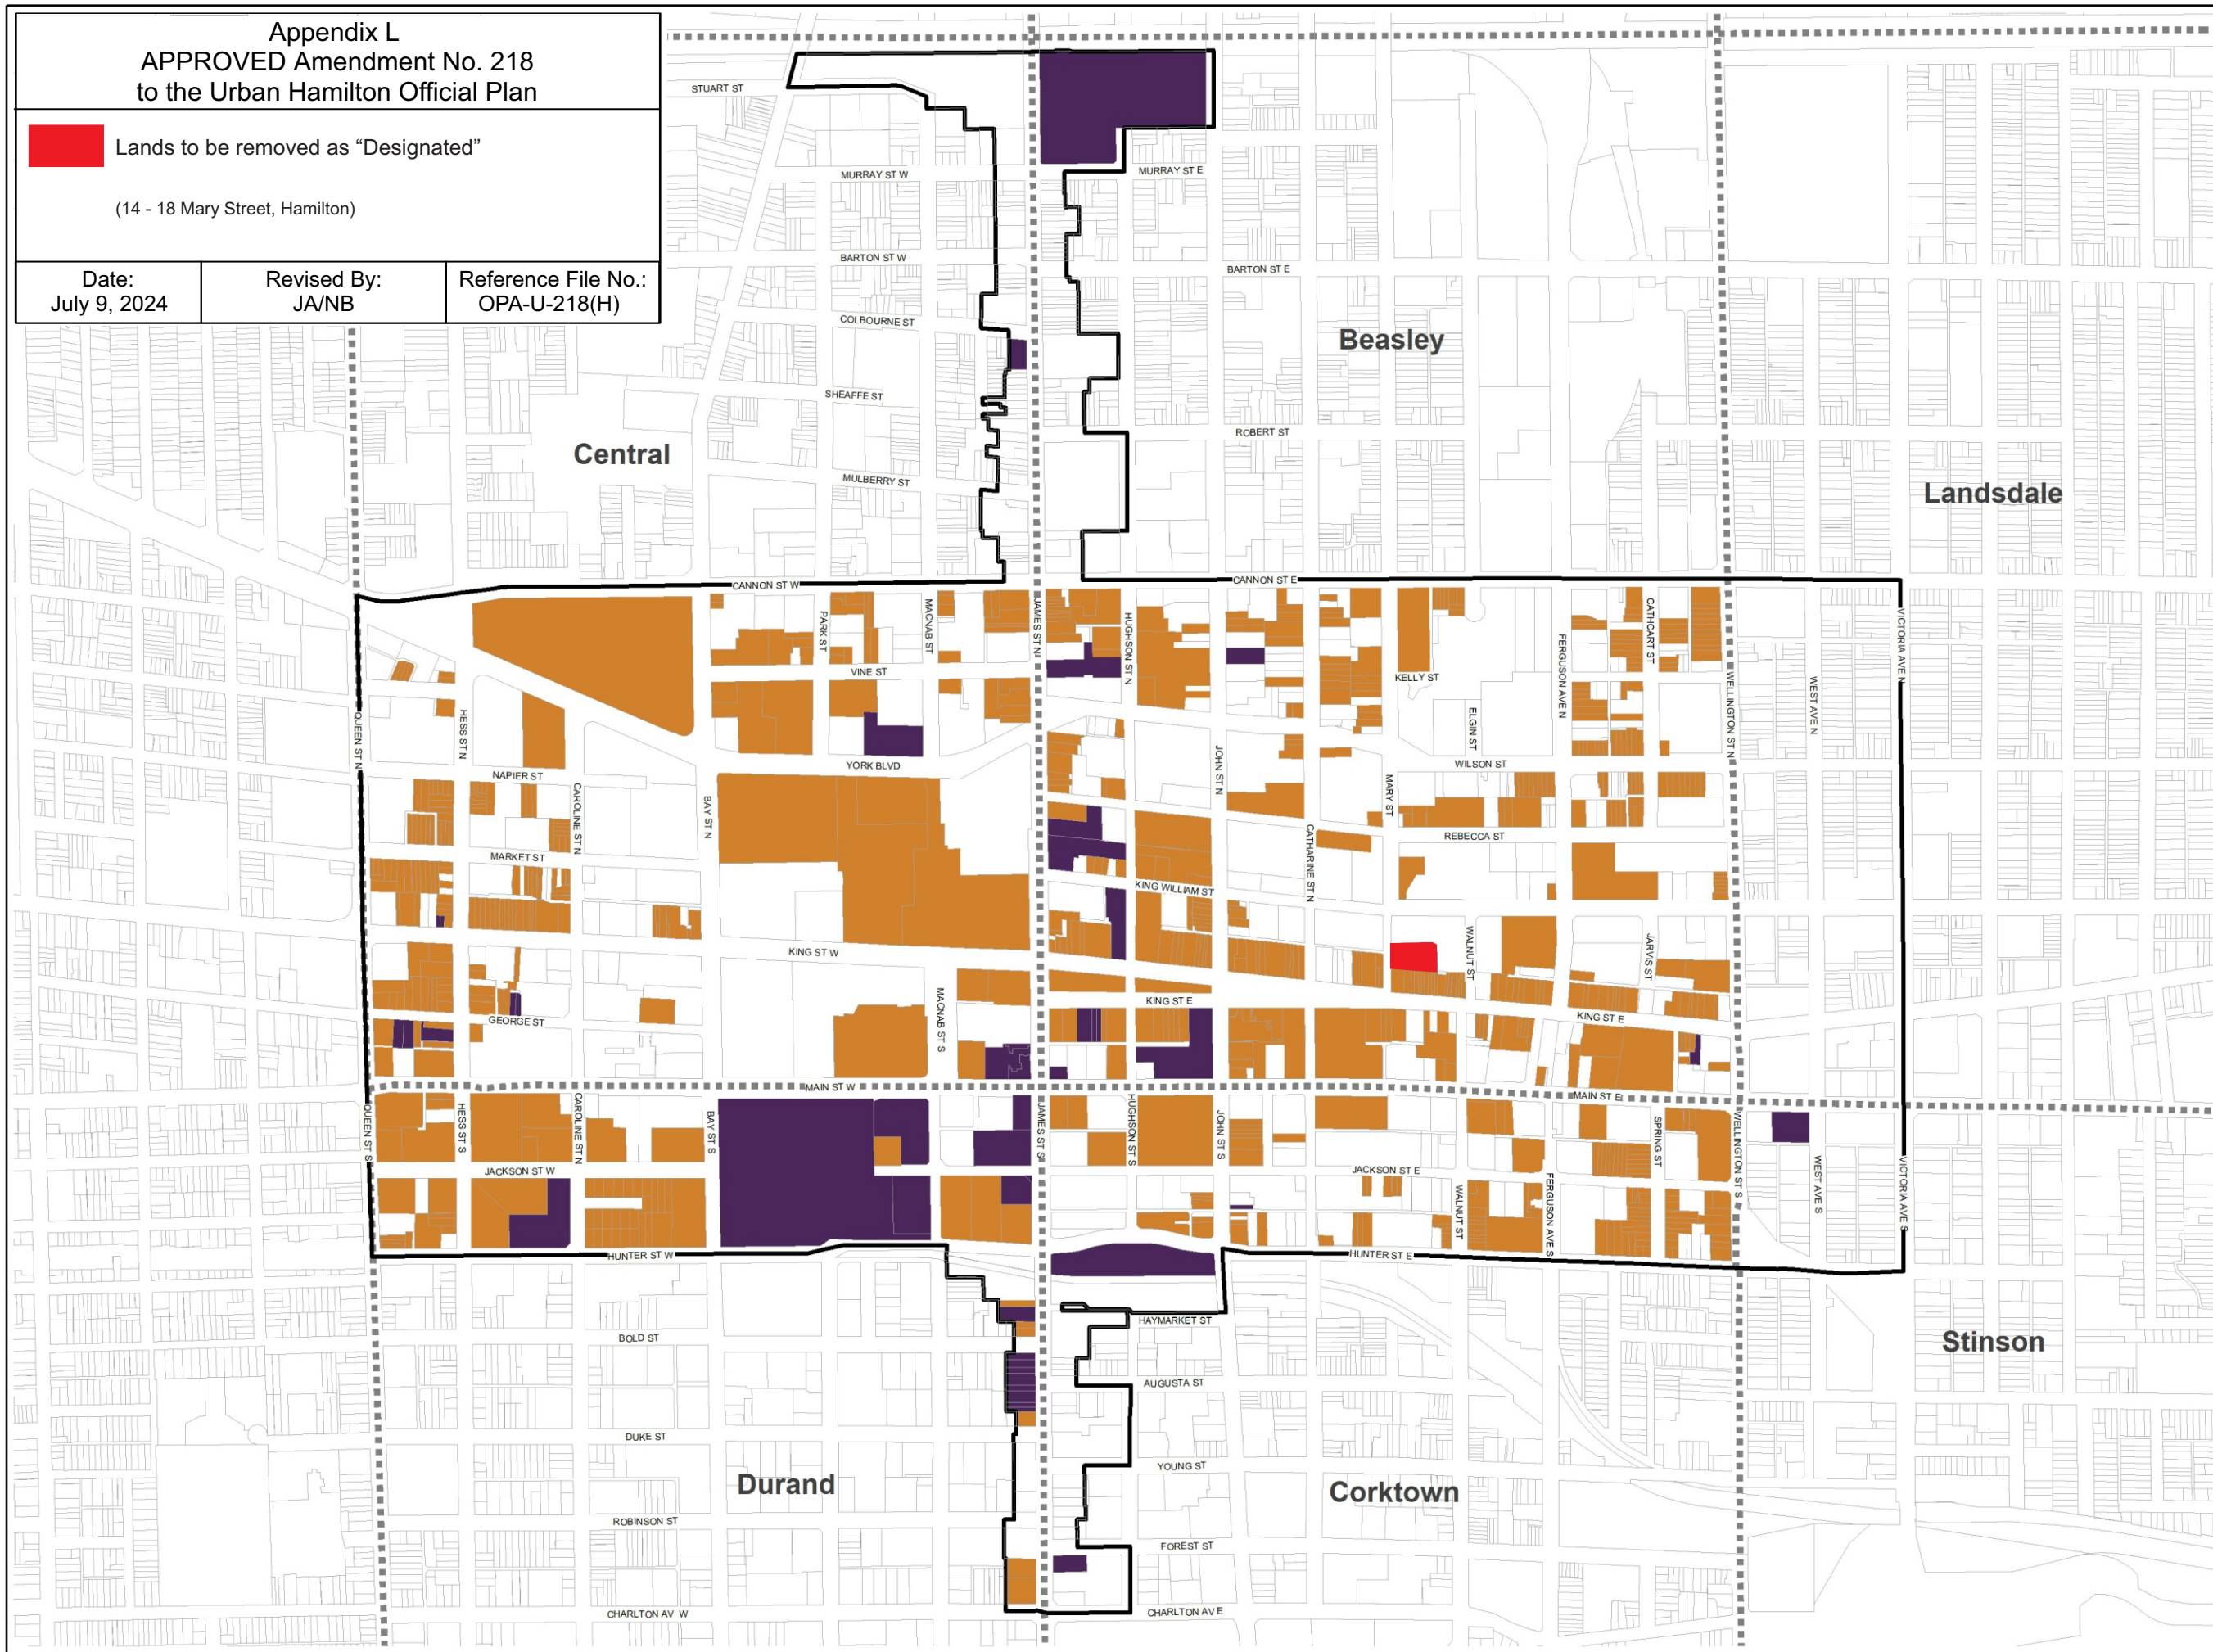 Appendix L
APPROVED Amendment No. 218
to the Urban Hamilton Official Plan
Lands to be removed as “Designated”
(14 - 18 Mary Street, Hamilton)
Date:
July 9, 2024
Revised By:
JA/NB
Reference File No.:
OPA-U-218(H)
STUART ST
MURRAY ST W
MURRAY ST E
BARTON ST W
BARTON ST E
COLBOURNE ST
Beasley
SHEAFFE ST
ROBERT ST
Central
MULBERRY ST
Landsdale
CANNON ST W
CANNON ST E
PARK ST
MACNAB ST
JAMES ST N
HUGHSON ST N
FERGUSON AVE N
CATHCART ST
VICTORIA AVE N
VINE ST
KELLY ST
WELLINGTON ST N
WEST AVE N
QUEEN ST N
HESS ST N
ELGIN ST
JOHN ST N
YORK BLVD
WILSON ST
NAPIER ST
CAROLINE ST N
BAY ST N
MARY ST
CATHARINE ST N
REBECCA ST
MARKET ST
KING WILLIAM ST
KING ST W
WALNUT ST
JARVIS ST
KING ST E
MACNAB ST S
GEORGE ST
KING ST E
MAIN ST W
MAIN ST E
QUEEN ST S
HESS ST S
CAROLINE ST N
BAY ST S
JAMES ST S
HUGHSON ST S
JOHN ST S
SPRING ST
WELLINGTON ST S
JACKSON ST W
JACKSON ST E
WALNUT ST
FERGUSON AVE S
WEST AVE S
VICTORIA AVE S
HUNTER ST W
HUNTER ST E
HAYMARKET ST
BOLD ST
Stinson
AUGUSTA ST
DUKE ST
YOUNG ST
Durand
Corktown
ROBINSON ST
FOREST ST
CHARLTON AV W
CHARLTON AV E